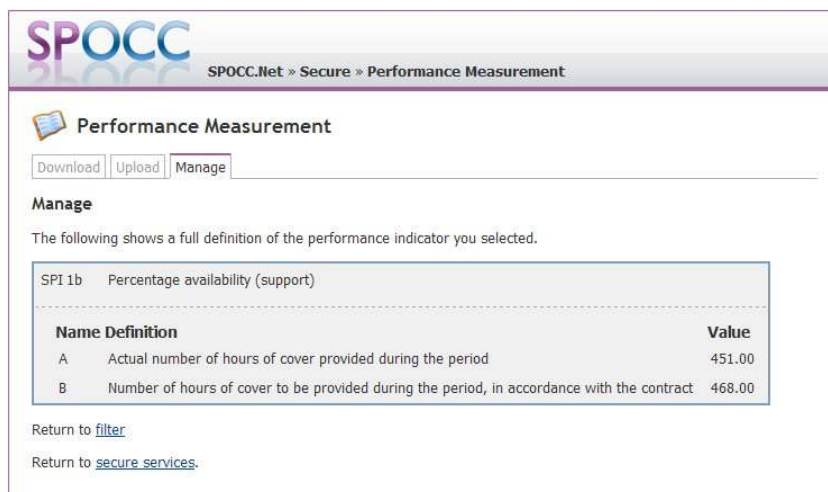 SPOCC
SPOCC.Net » Secure » Performance Measurement
Performance Measurement
Download Upload Manage
Manage
The following shows a full definition of the performance indicator you selected.
SPI 1b Percentage availability (support)
Name Definition Value
A Actual number of hours of cover provided during the period 451.00
B Number of hours of cover to be provided during the period, in accordance with the contract 468.00
Return to filter
Return to secure services.